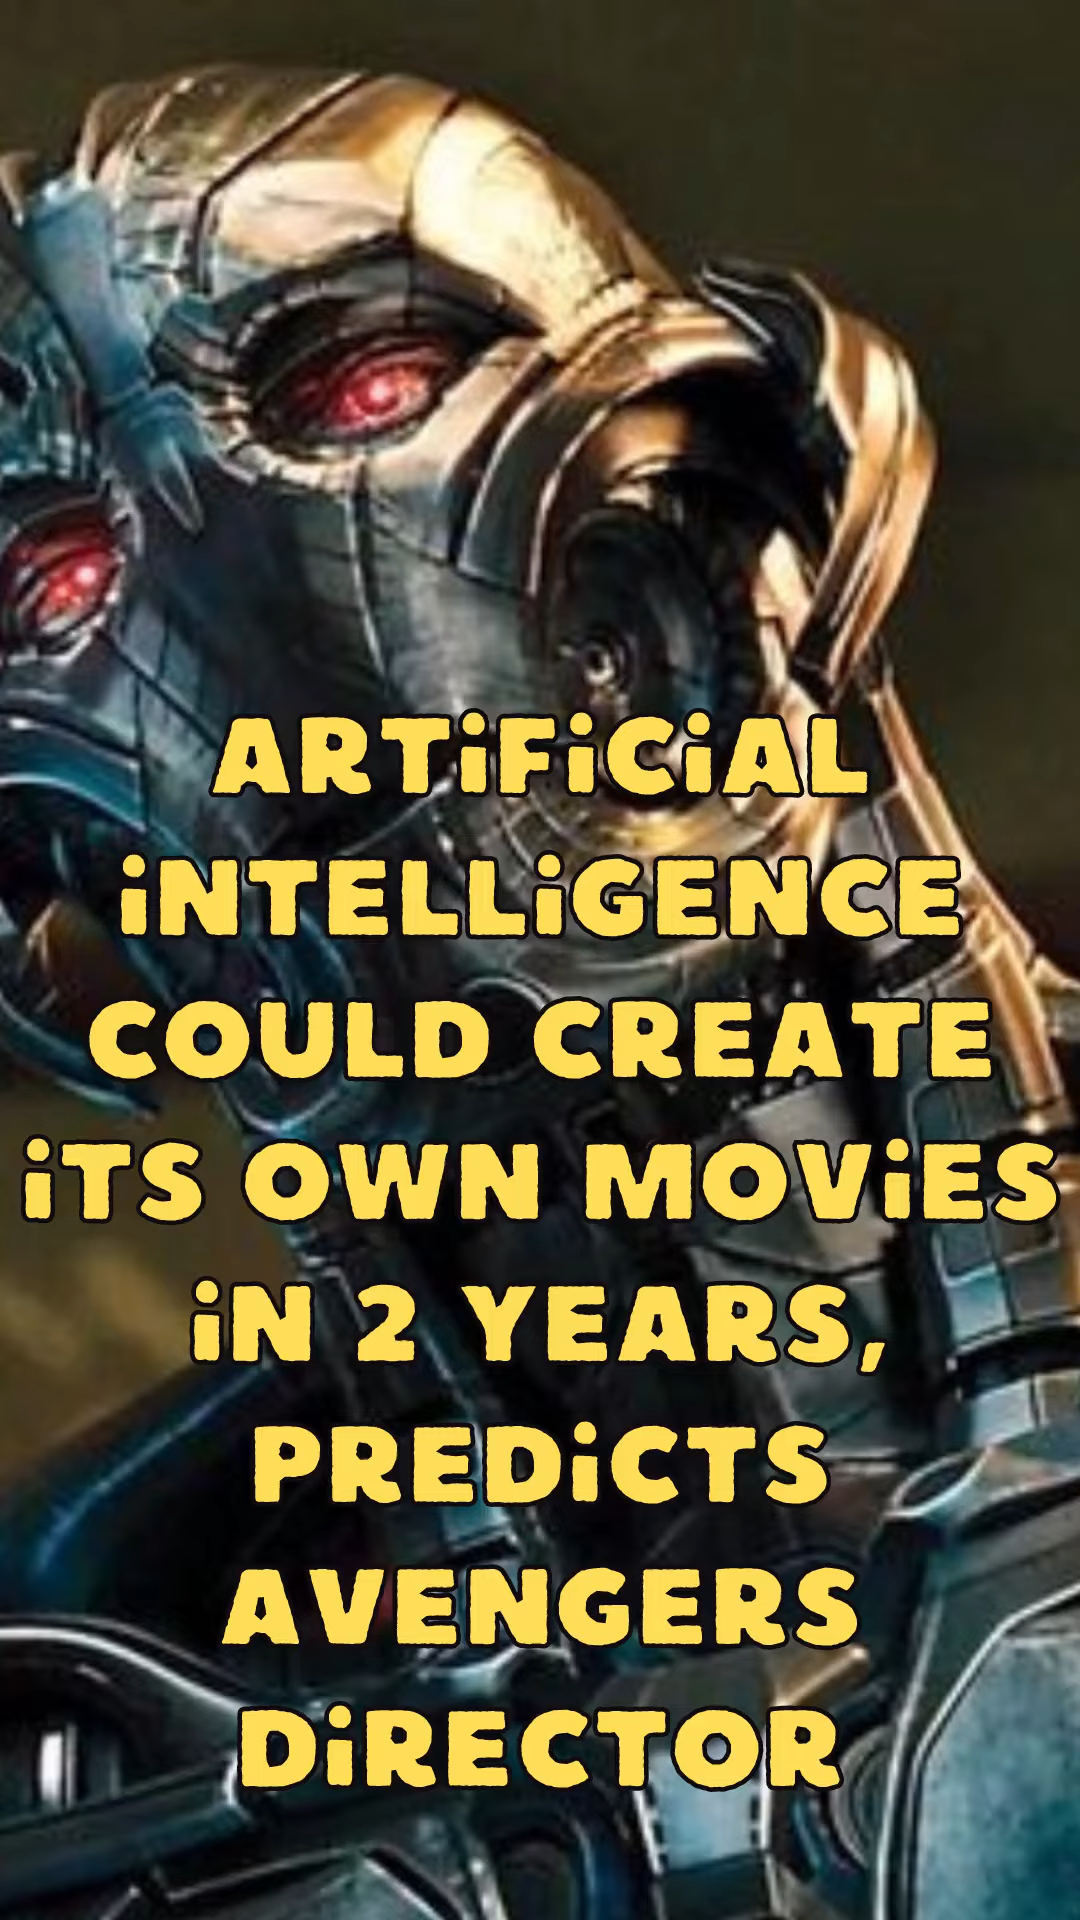 ARTiFiCiAL
iNTELLiGENCE
COULD CREATE
iTS OWN MOViES
iN 2 YEARS,
PREDiCTS
AVENGERS
DiRECTOR